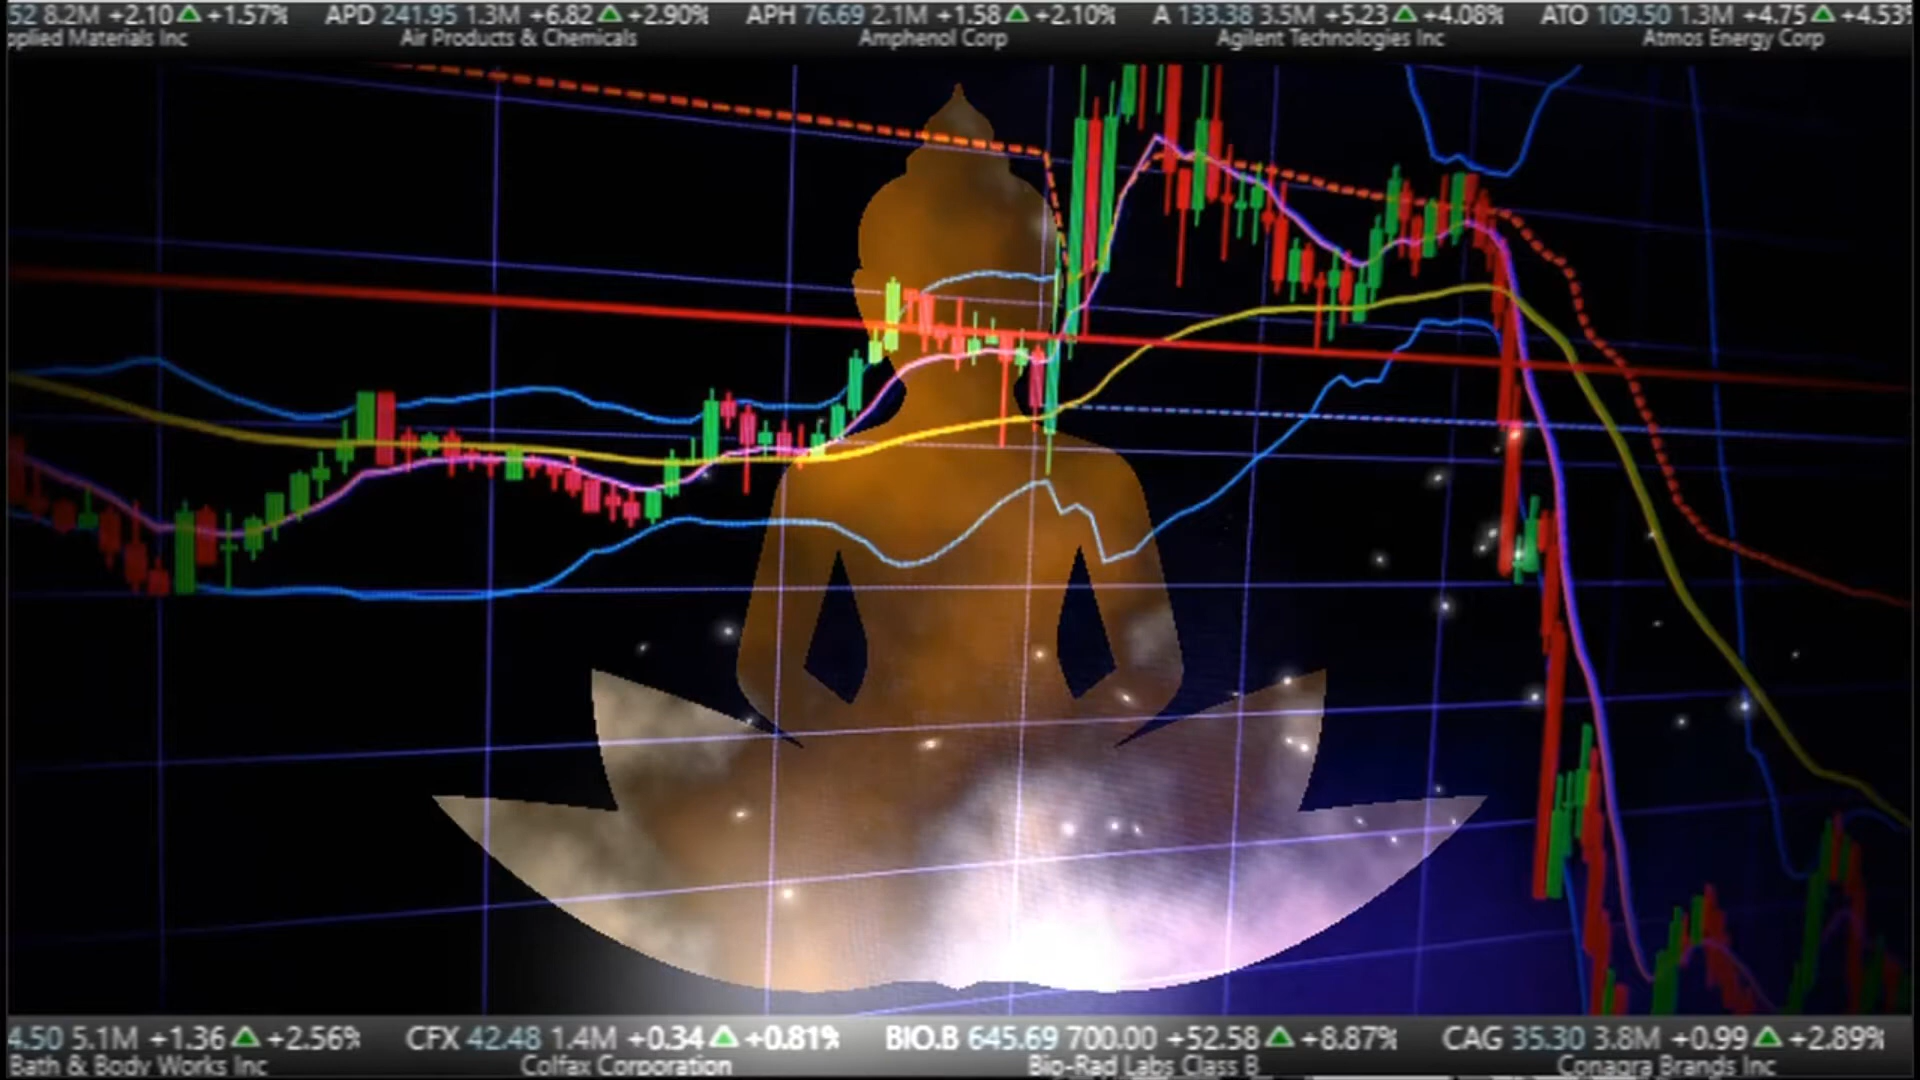 52 8.2M +2.10 ▲ +1.57% APD 241.95 1.3M +6.82 ▲ +2.90% APH 76.69 2.1M +1.58 ▲ +2.10% A 133.38 3.5M +5.23 ▲ +4.08% ATO 109.50 1.3M +4.75 ▲ +4.53%
pplied Materials Inc Air Products & Chemicals Amphenol Corp Agilent Technologies Inc Atmos Energy Corp
4.50 5.1M +1.36 ▲ +2.56% CFX 42.48 1.4M +0.34 ▲ +0.81% BIO.B 645.69 700.00 +52.58 ▲ +8.87% CAG 35.30 3.8M +0.99 ▲ +2.89%
Bath & Body Works Inc Colfax Corporation Bio-Rad Labs Class B Conagra Brands Inc